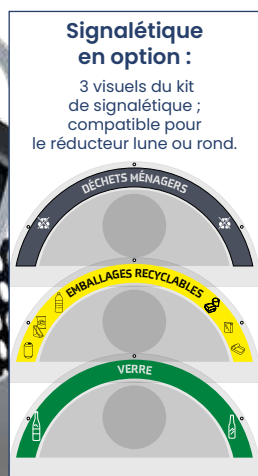 Signalétique
en option :
3 visuels du kit
de signalétique ;
compatible pour
le réducteur lune ou rond.
DÉCHETS MÉNAGERS
EMBALLAGES RECYCLABLES
VERRE